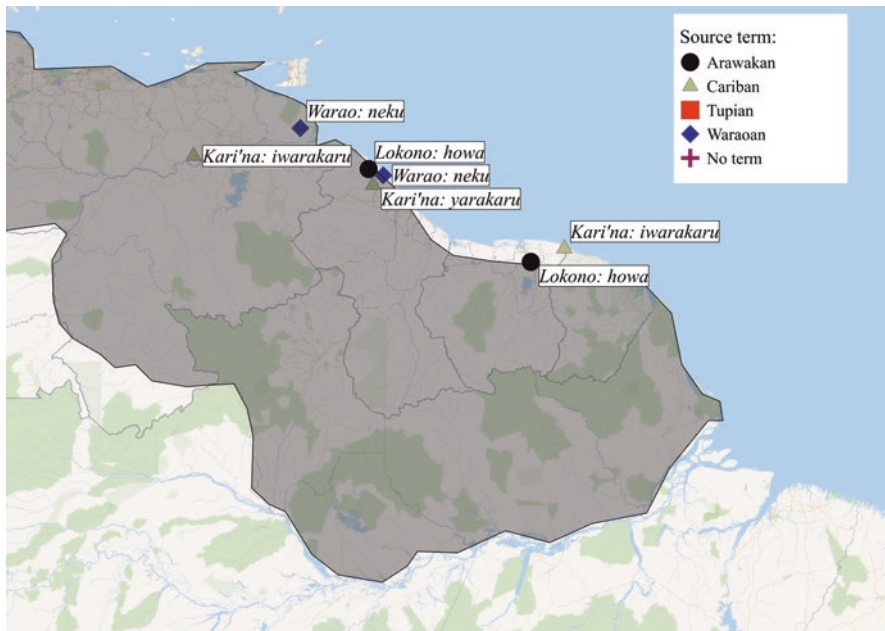 Source term:
Arawakan
Cariban
Tupian
Waraoan
No term
Warao: neku
Kari'na: iwarakaru
Lokono: howa
Warao: neku
Kari'na: yarakaru
Kari'na: iwarakaru
Lokono: howa